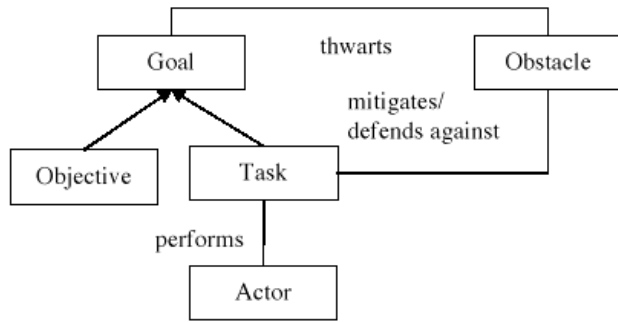 thwarts
Goal
Obstacle
mitigates/
defends against
Objective
Task
performs
Actor